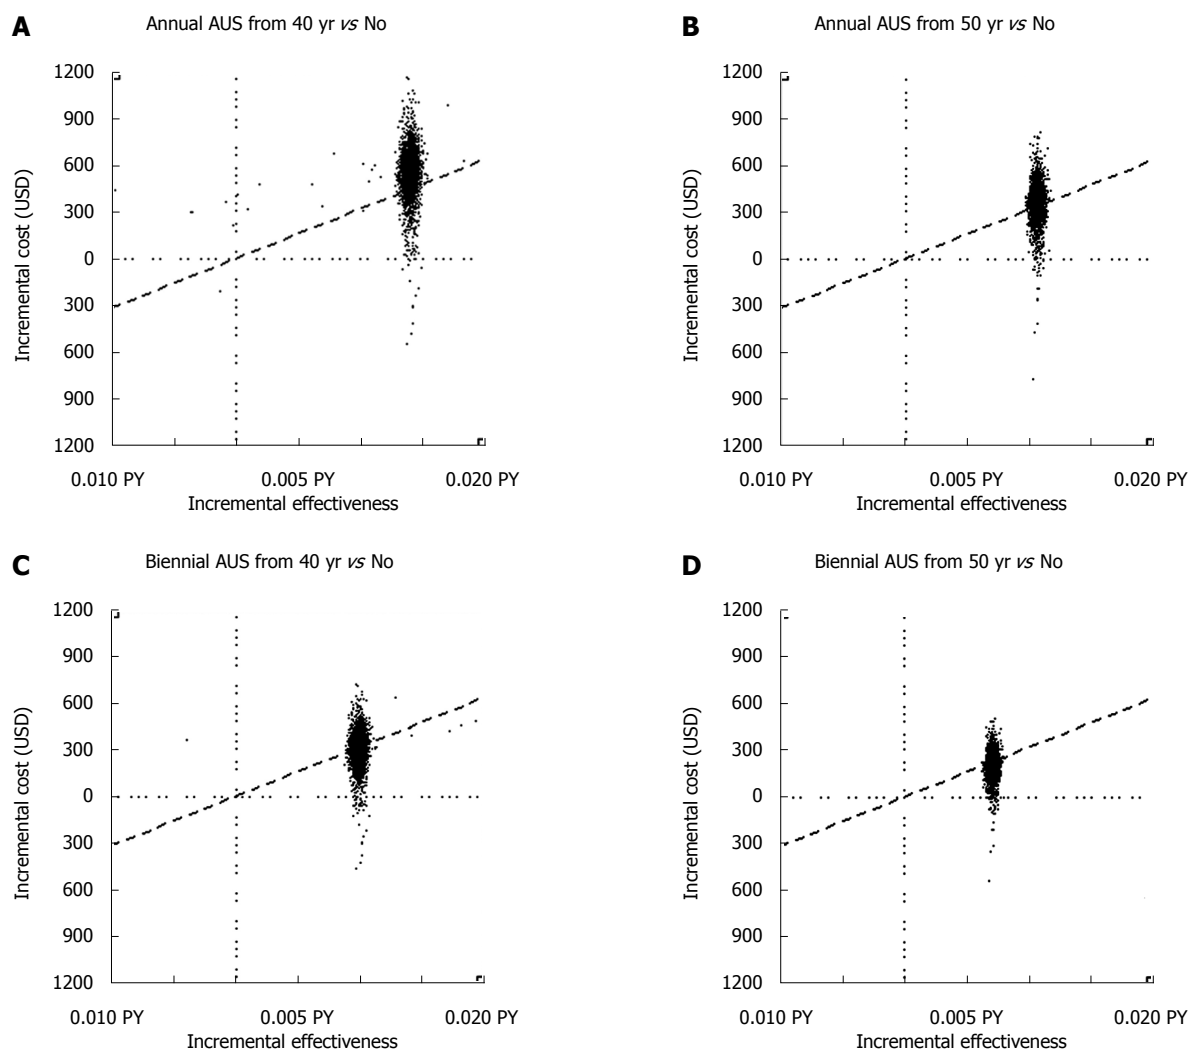 A Annual AUS from 40 yr vs No
1200
900
600
300
0
300
600
900
1200
Incremental cost (USD)
0.010 PY 0.005 PY 0.020 PY
Incremental effectiveness
B Annual AUS from 50 yr vs No
1200
900
600
300
0
300
600
900
1200
Incremental cost (USD)
0.010 PY 0.005 PY 0.020 PY
Incremental effectiveness
C Biennial AUS from 40 yr vs No
1200
900
600
300
0
300
600
900
1200
Incremental cost (USD)
0.010 PY 0.005 PY 0.020 PY
Incremental effectiveness
D Biennial AUS from 50 yr vs No
1200
900
600
300
0
300
600
900
1200
Incremental cost (USD)
0.010 PY 0.005 PY 0.020 PY
Incremental effectiveness